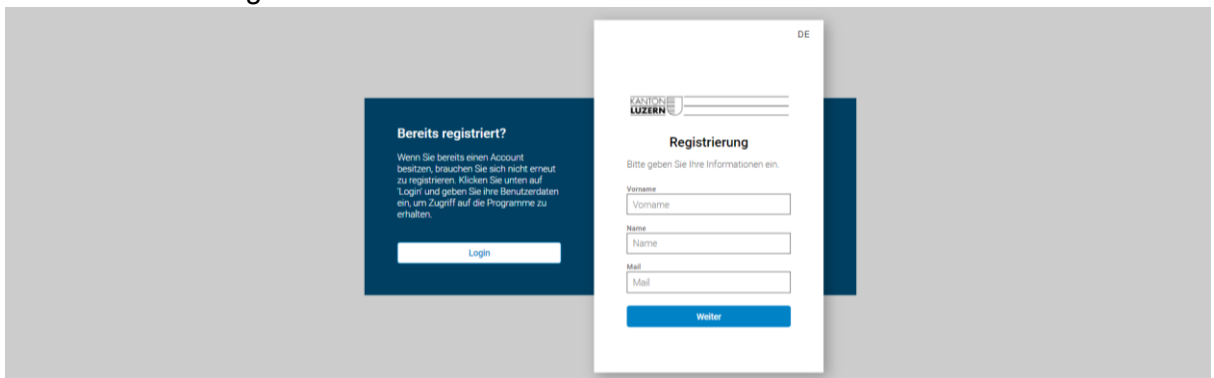 DE
KANTON
LUZERN
Bereits registriert?
Wenn Sie bereits einen Account
besitzen, brauchen Sie sich nicht erneut
zu registrieren. Klicken Sie unten auf
'Login' und geben Sie ihre Benutzerdaten
ein, um Zugriff auf die Programme zu
erhalten.
Login
Registrierung
Bitte geben Sie Ihre Informationen ein.
Vorname
Vorname
Name
Name
Mail
Mail
Weiter